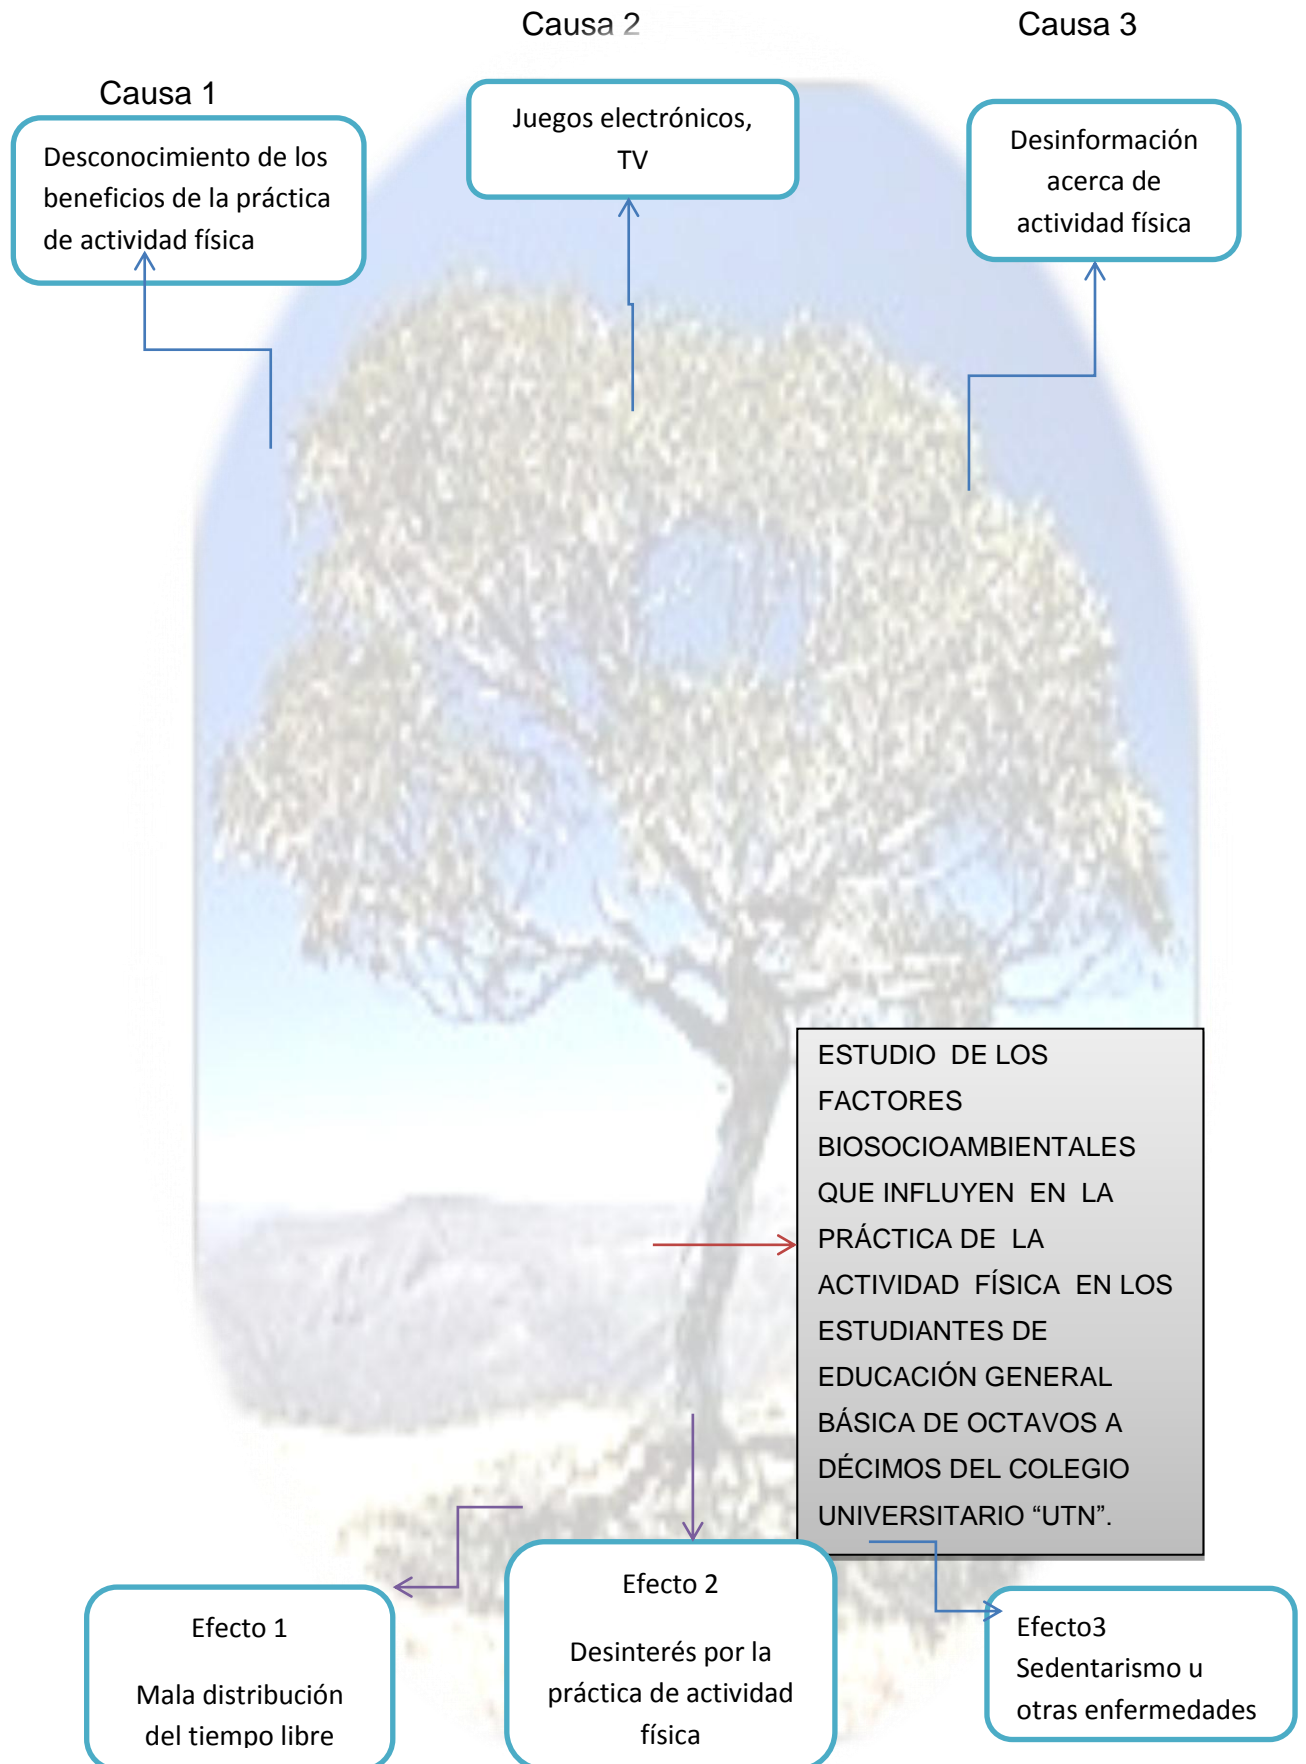 Causa 2
Causa 3
Causa 1
Desconocimiento de los
beneficios de la práctica
de actividad física
Juegos electrónicos,
TV
Desinformación
acerca de
actividad física
ESTUDIO DE LOS
FACTORES
BIOSOCIOAMBIENTALES
QUE INFLUYEN EN LA
PRÁCTICA DE LA
ACTIVIDAD FÍSICA EN LOS
ESTUDIANTES DE
EDUCACIÓN GENERAL
BÁSICA DE OCTAVOS A
DÉCIMOS DEL COLEGIO
UNIVERSITARIO “UTN”.
Efecto 1
Mala distribución
del tiempo libre
Efecto 2
Desinterés por la
práctica de actividad
física
Efecto3
Sedentarismo u
otras enfermedades